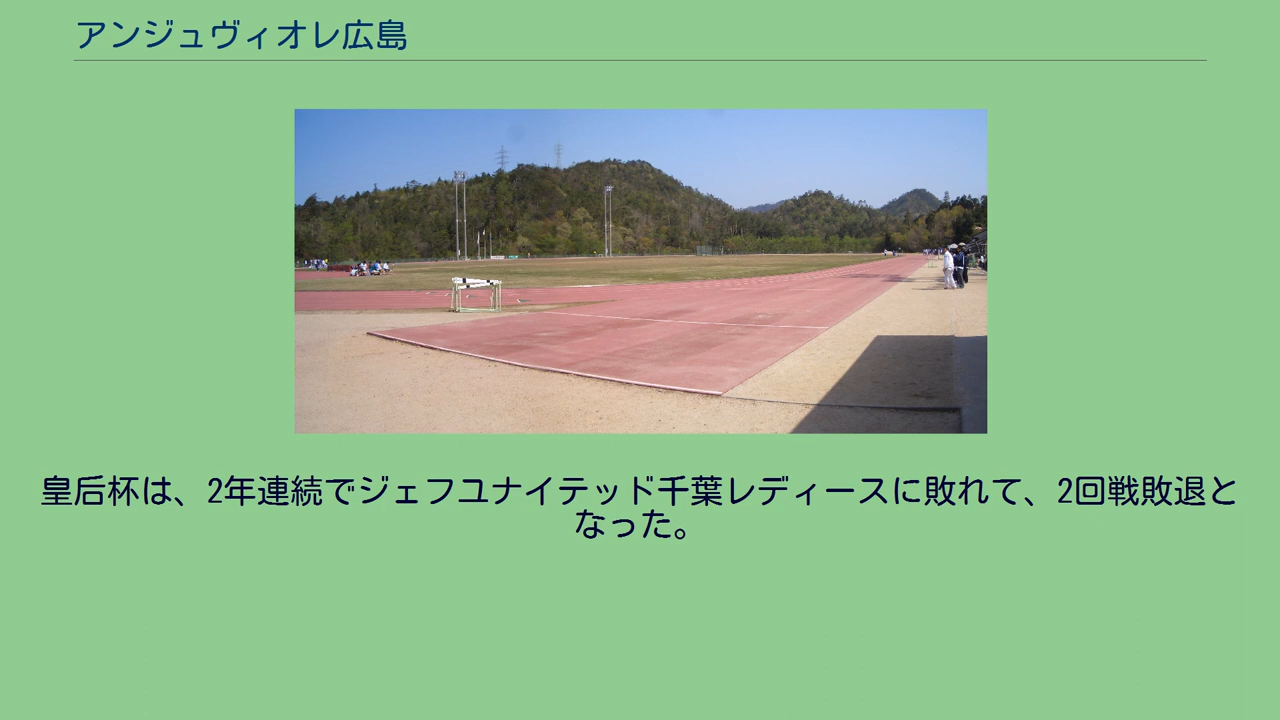 アンジュヴィオレ広島
皇后杯は、2年連続でジェフユナイテッド千葉レディースに敗れて、2回戦敗退と
なった。